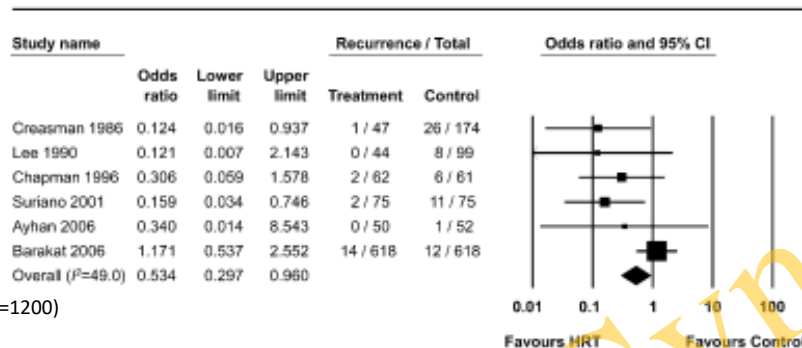 Study name Recurrence / Total Odds ratio and 95% CI
Odds ratio Lower limit Upper limit Treatment Control
Creasman 1986 0.124 0.016 0.937 1 / 47 26 / 174
Lee 1990 0.121 0.007 2.143 0 / 44 8 / 99
Chapman 1996 0.306 0.059 1.578 2 / 62 6 / 61
Suriano 2001 0.159 0.034 0.746 2 / 75 11 / 75
Ayhan 2006 0.340 0.014 8.543 0 / 50 1 / 52
Barakat 2006 1.171 0.537 2.552 14 / 618 12 / 618
Overall (I²=49.0) 0.534 0.297 0.960
=1200)
0.01 0.1 1 10 100
Favours HRT Favours Control